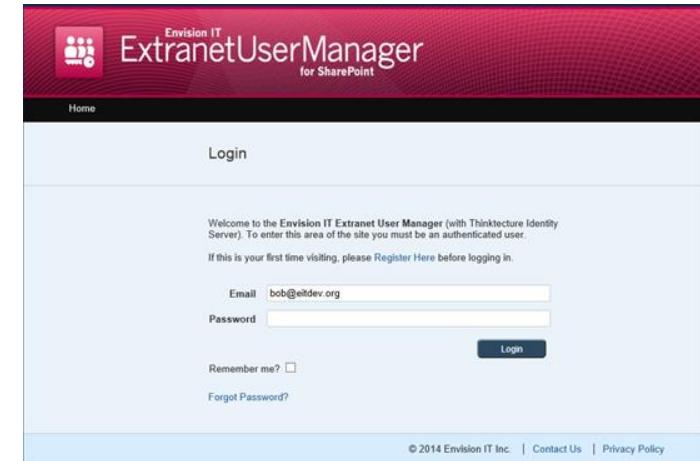 Envision IT
ExtranetUserManager
for SharePoint
Home
Login
Welcome to the Envision IT Extranet User Manager (with Thinktecture Identity
Server). To enter this area of the site you must be an authenticated user.
If this is your first time visiting, please Register Here before logging in.
Email bob@eitdev.org
Password
Login
Remember me?
Forgot Password?
© 2014 Envision IT Inc. | Contact Us | Privacy Policy